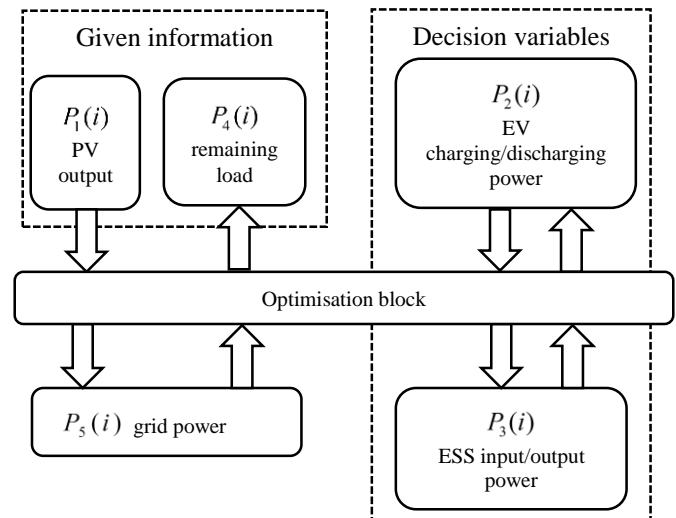 Given information
P₁(i)
PV
output
P₄(i)
remaining
load
Decision variables
P₂(i)
EV
charging/discharging
power
Optimisation block
P₅(i) grid power
P₃(i)
ESS input/output
power